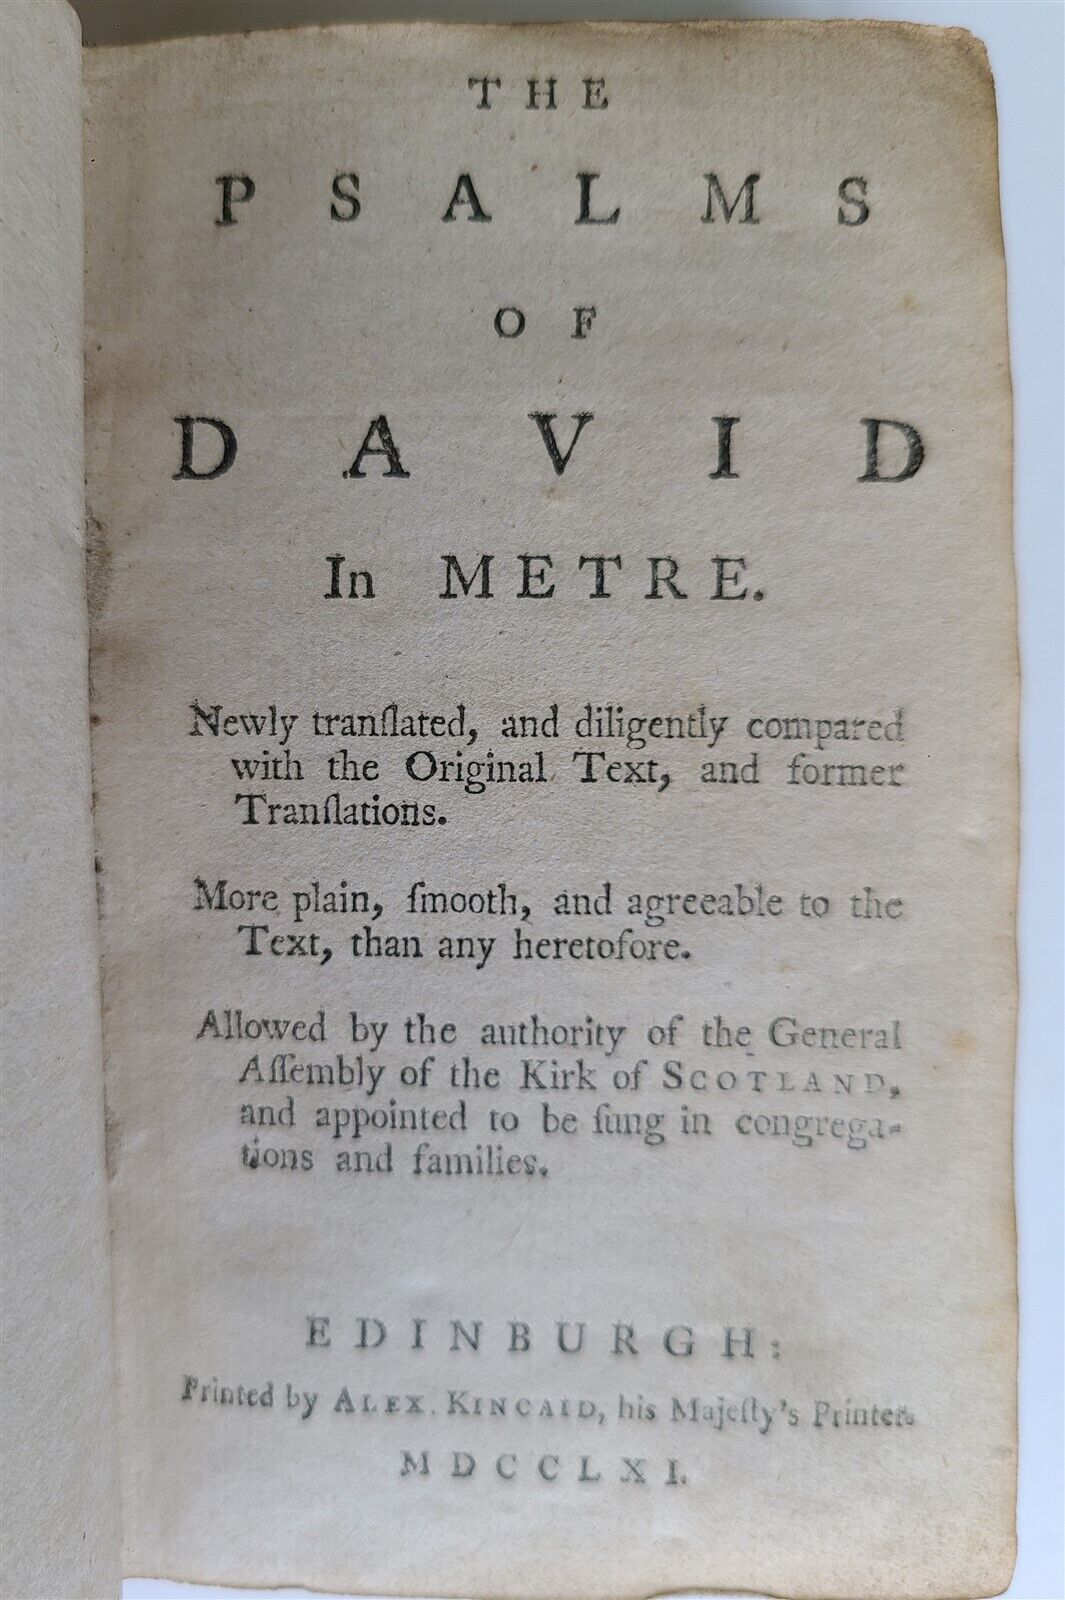 THE
PSALMS
OF
DAVID
In METRE.
Newly tranſlated, and diligently compared
with the Original Text, and former
Tranſlations.
More plain, ſmooth, and agreeable to the
Text, than any heretofore.
Allowed by the authority of the General
Aſſembly of the Kirk of SCOTLAND,
and appointed to be ſung in congrega-
tions and families.
EDINBURGH:
Printed by ALEX. KINCAID, his Majeſty's Printer.
MDCCLXI.